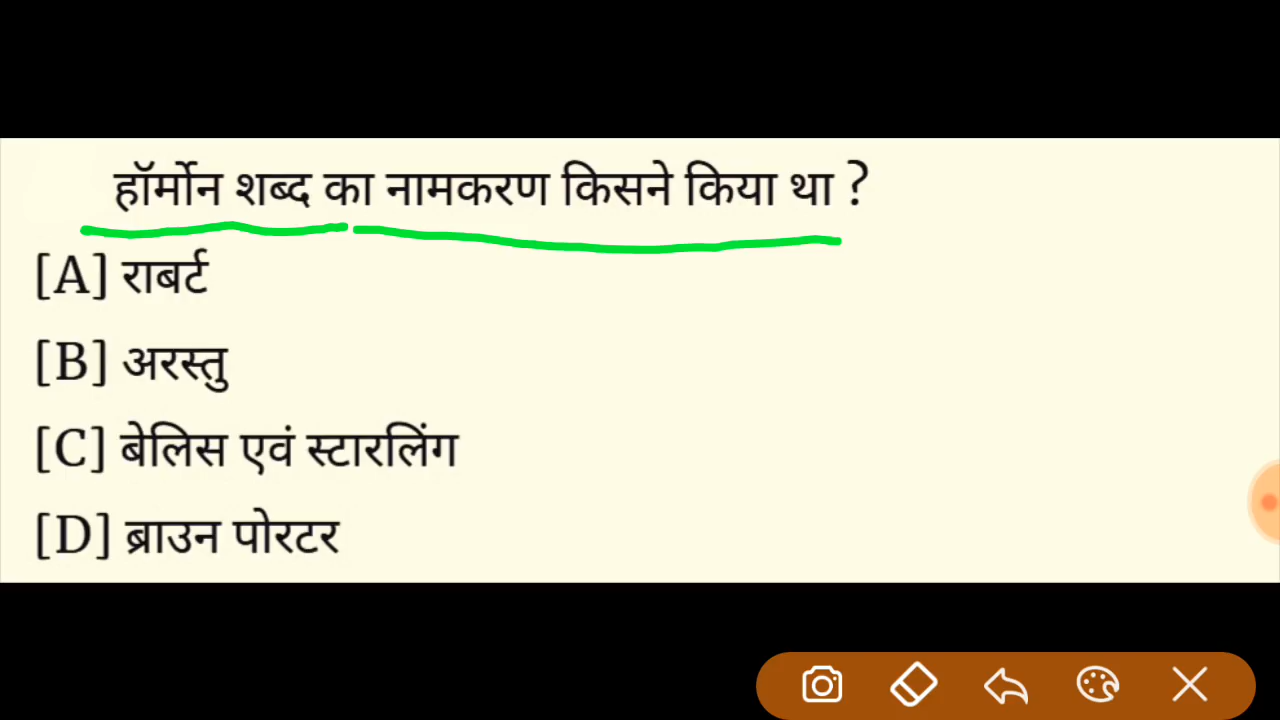 हॉर्मोन शब्द का नामकरण किसने किया था ?
[A] राबर्ट
[B] अरस्तु
[C] बेलिस एवं स्टारलिंग
[D] ब्राउन पोरटर